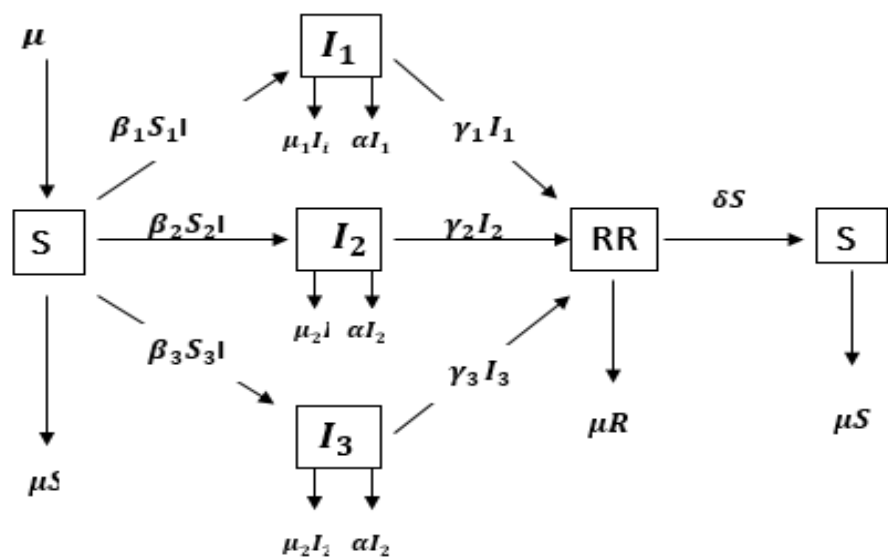 μ
I₁
β₁S₁I
μ₁Iᵢ αI₁
γ₁I₁
S
β₂S₂I
I₂
γ₂I₂
RR
δS
S
μ₂I αI₂
β₃S₃I
γ₃I₃
I₃
μR
μS
μS
μ₂I₂ αI₂